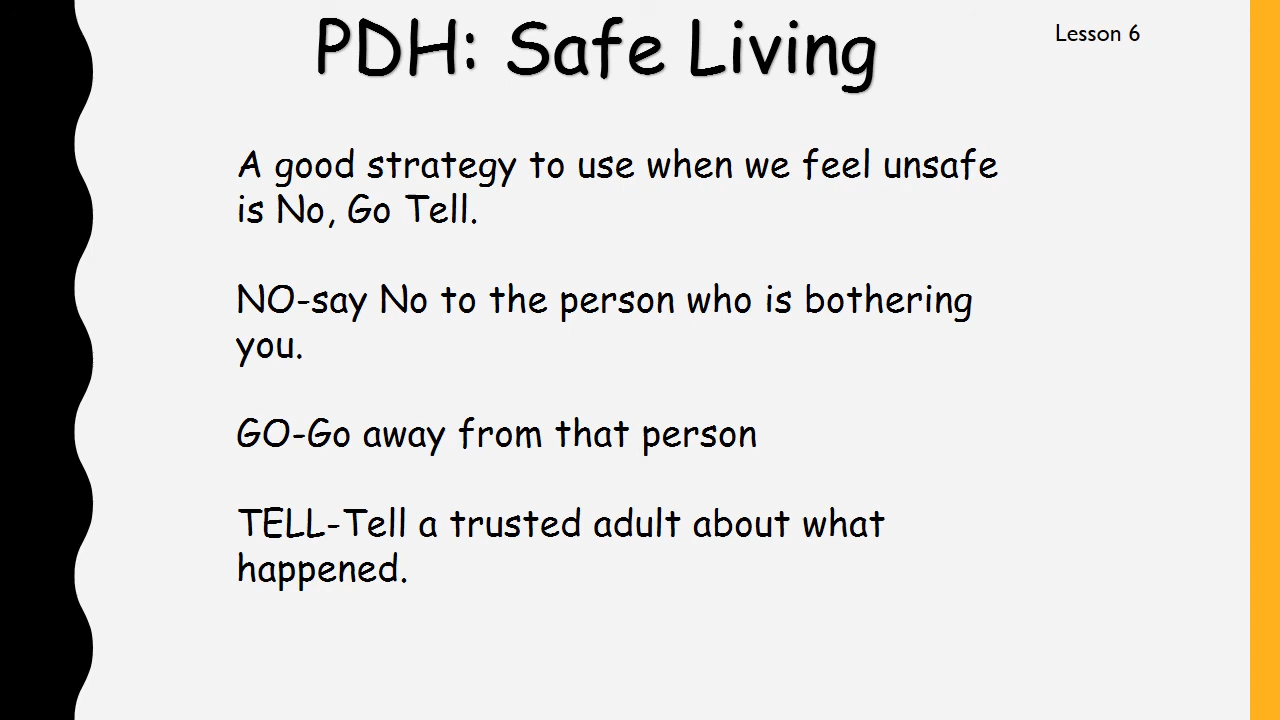 PDH: Safe Living
Lesson 6
A good strategy to use when we feel unsafe
is No, Go Tell.
NO-say No to the person who is bothering
you.
GO-Go away from that person
TELL-Tell a trusted adult about what
happened.